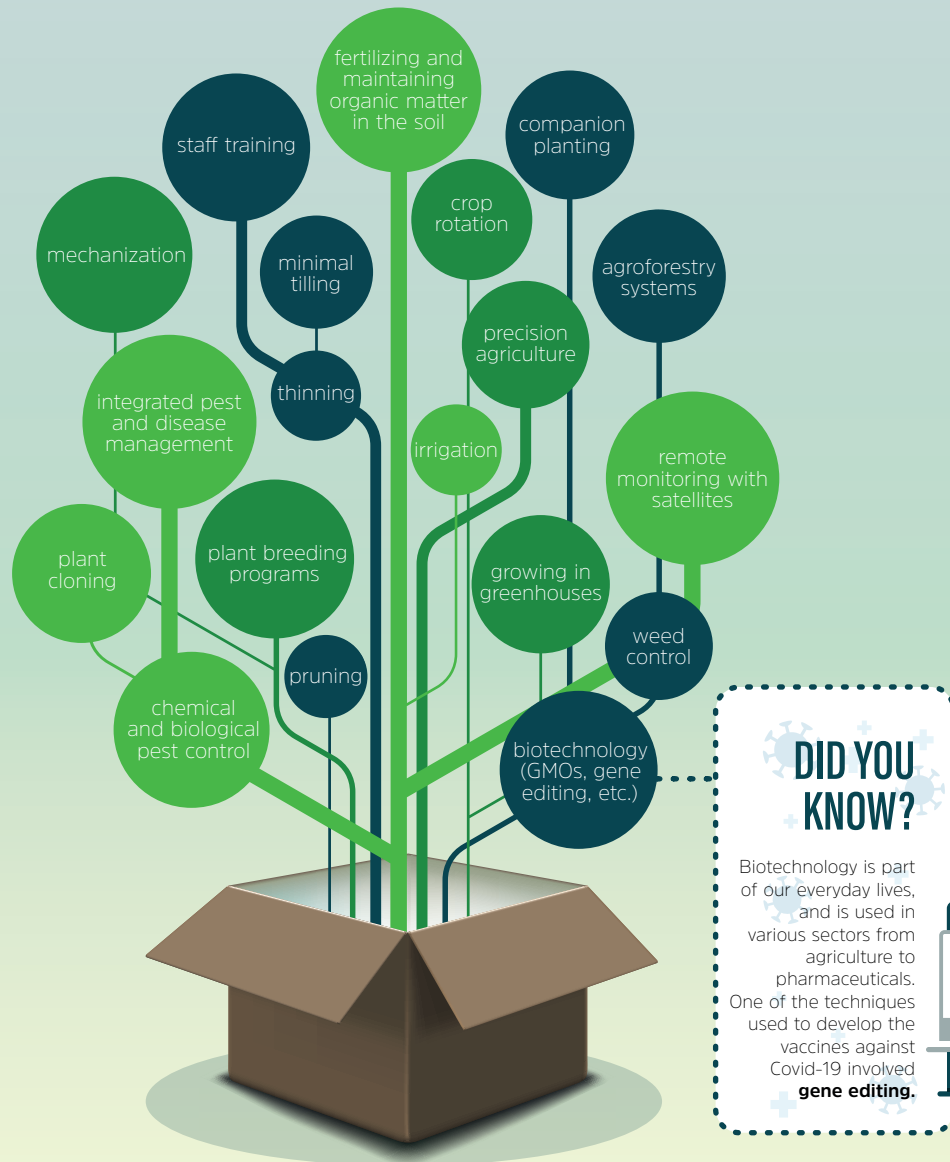 fertilizing and
maintaining
organic matter
in the soil
staff training
companion
planting
crop
rotation
mechanization
minimal
tilling
agroforestry
systems
precision
agriculture
thinning
integrated pest
and disease
management
irrigation
remote
monitoring with
satellites
plant
cloning
plant breeding
programs
growing in
greenhouses
weed
control
pruning
chemical
and biological
pest control
biotechnology
(GMOs, gene
editing, etc.)
DID YOU
KNOW?
Biotechnology is part
of our everyday lives,
and is used in
various sectors from
agriculture to
pharmaceuticals.
One of the techniques
used to develop the
vaccines against
Covid-19 involved
gene editing.